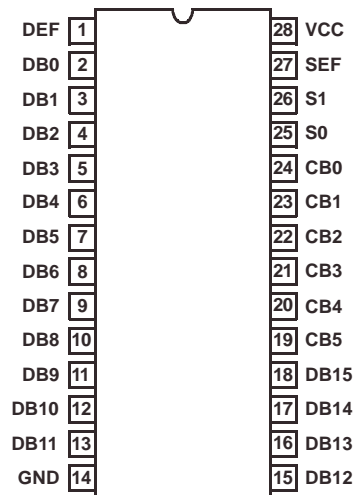 DEF 1 28 VCC
DB0 2 27 SEF
DB1 3 26 S1
DB2 4 25 S0
DB3 5 24 CB0
DB4 6 23 CB1
DB5 7 22 CB2
DB6 8 21 CB3
DB7 9 20 CB4
DB8 10 19 CB5
DB9 11 18 DB15
DB10 12 17 DB14
DB11 13 16 DB13
GND 14 15 DB12